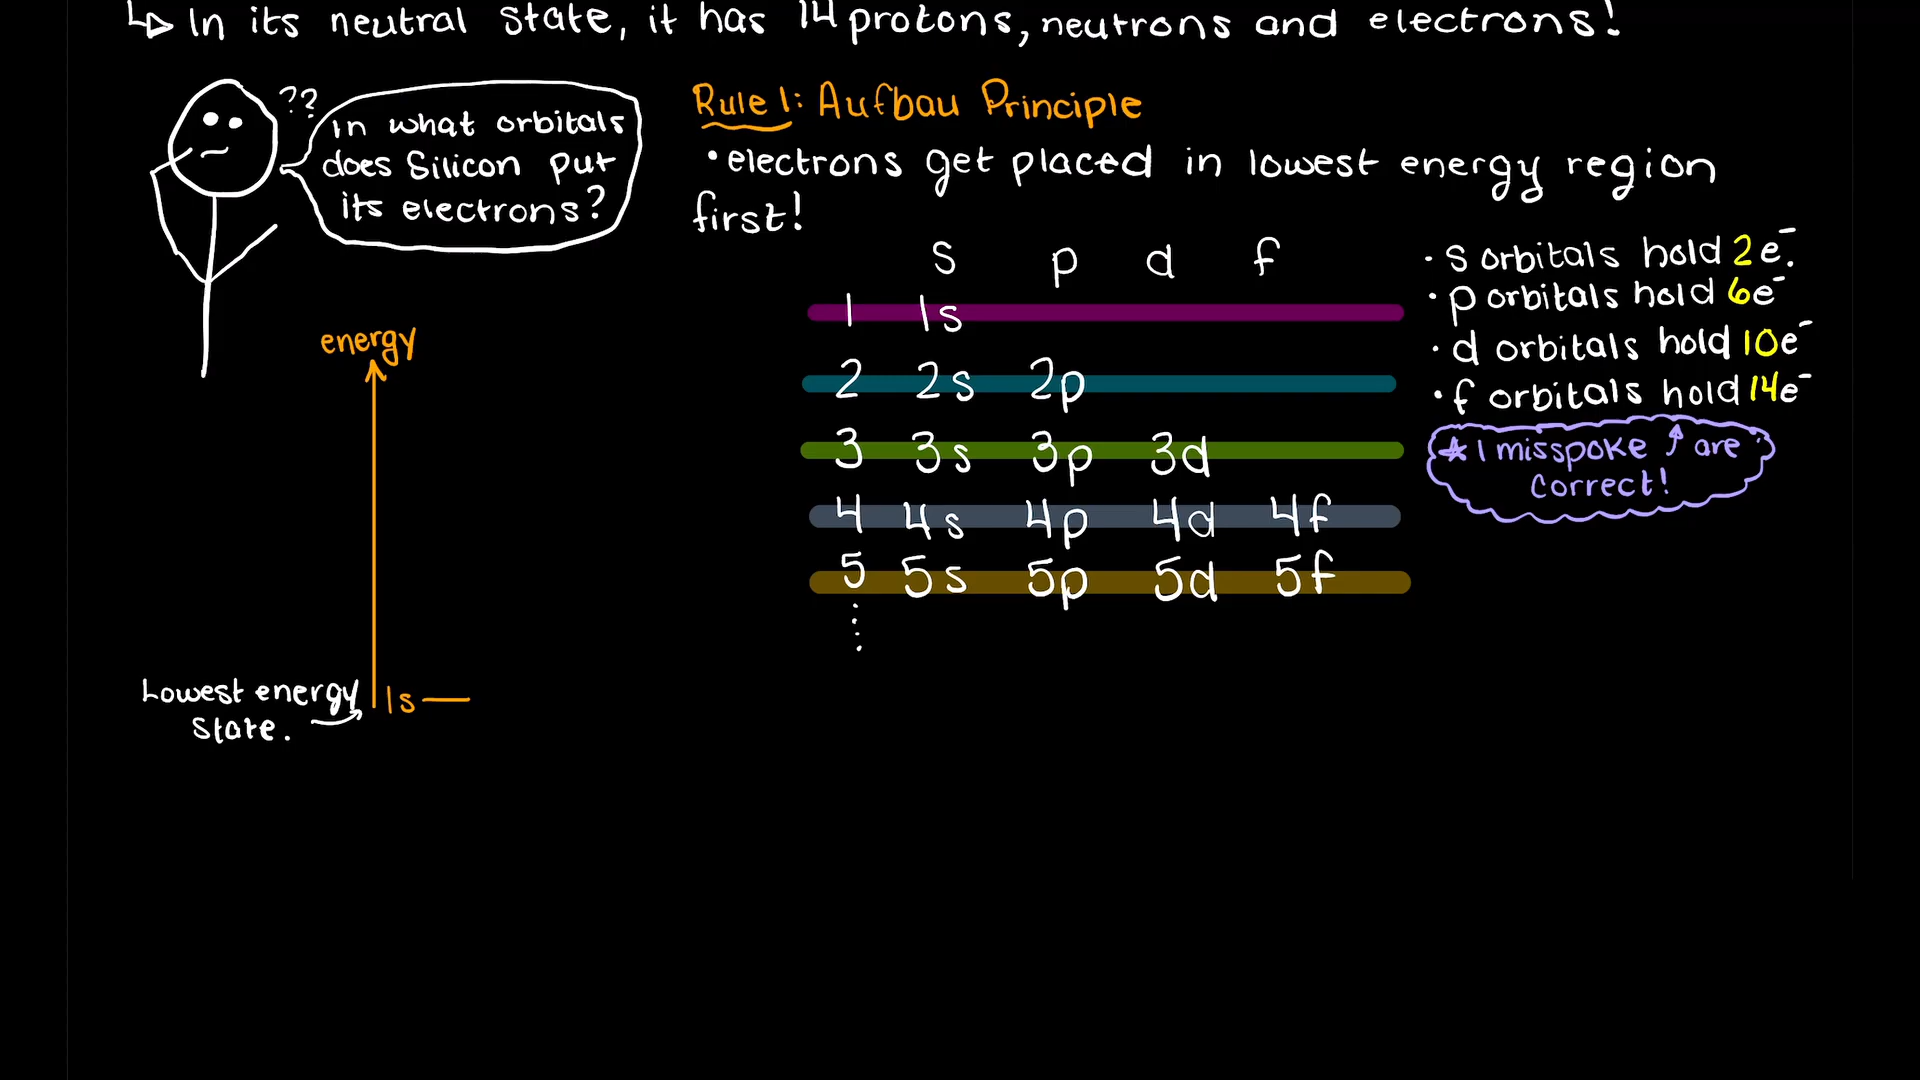 ↳ In its neutral state, it has 14 protons, neutrons and electrons!
??
In what orbitals
does Silicon put
its electrons?
Rule 1: Aufbau Principle
• electrons get placed in lowest energy region
first!
s p d f
1 1s
2 2s 2p
3 3s 3p 3d
4 4s 4p 4d 4f
5 5s 5p 5d 5f
⋮
• s orbitals hold 2e⁻.
• p orbitals hold 6e⁻
• d orbitals hold 10e⁻
• f orbitals hold 14e⁻
★ I misspoke ↑ are
correct!
energy
Lowest energy
state.
1s